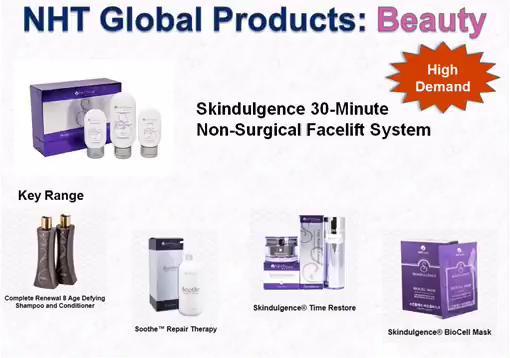 NHT Global Products: Beauty
High
Demand
Skindulgence 30-Minute
Non-Surgical Facelift System
Key Range
Complete Renewal 8 Age Defying
Shampoo and Conditioner
Soothe
Soothe™ Repair Therapy
Skindulgence® Time Restore
Skindulgence® BioCell Mask